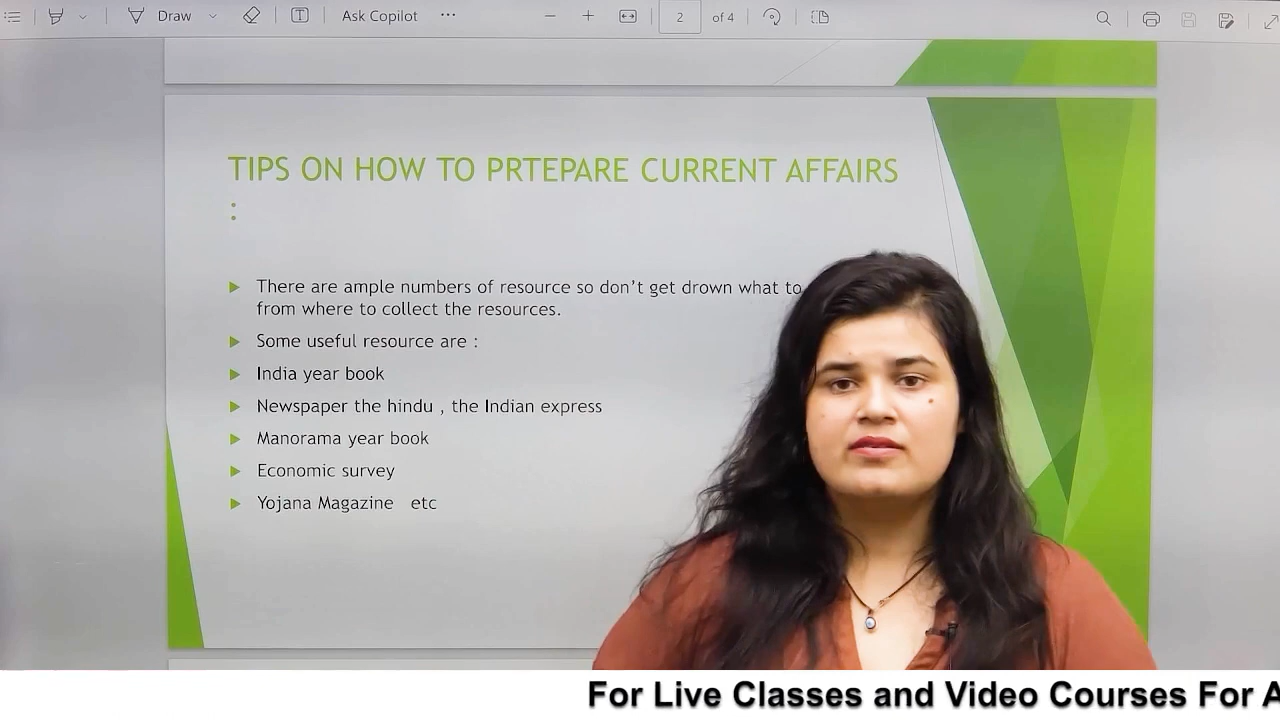 Draw
Ask Copilot
2 of 4
TIPS ON HOW TO PRTEPARE CURRENT AFFAIRS
:
There are ample numbers of resource so don't get drown what to
from where to collect the resources.
Some useful resource are :
India year book
Newspaper the hindu , the Indian express
Manorama year book
Economic survey
Yojana Magazine etc
For Live Classes and Video Courses For A